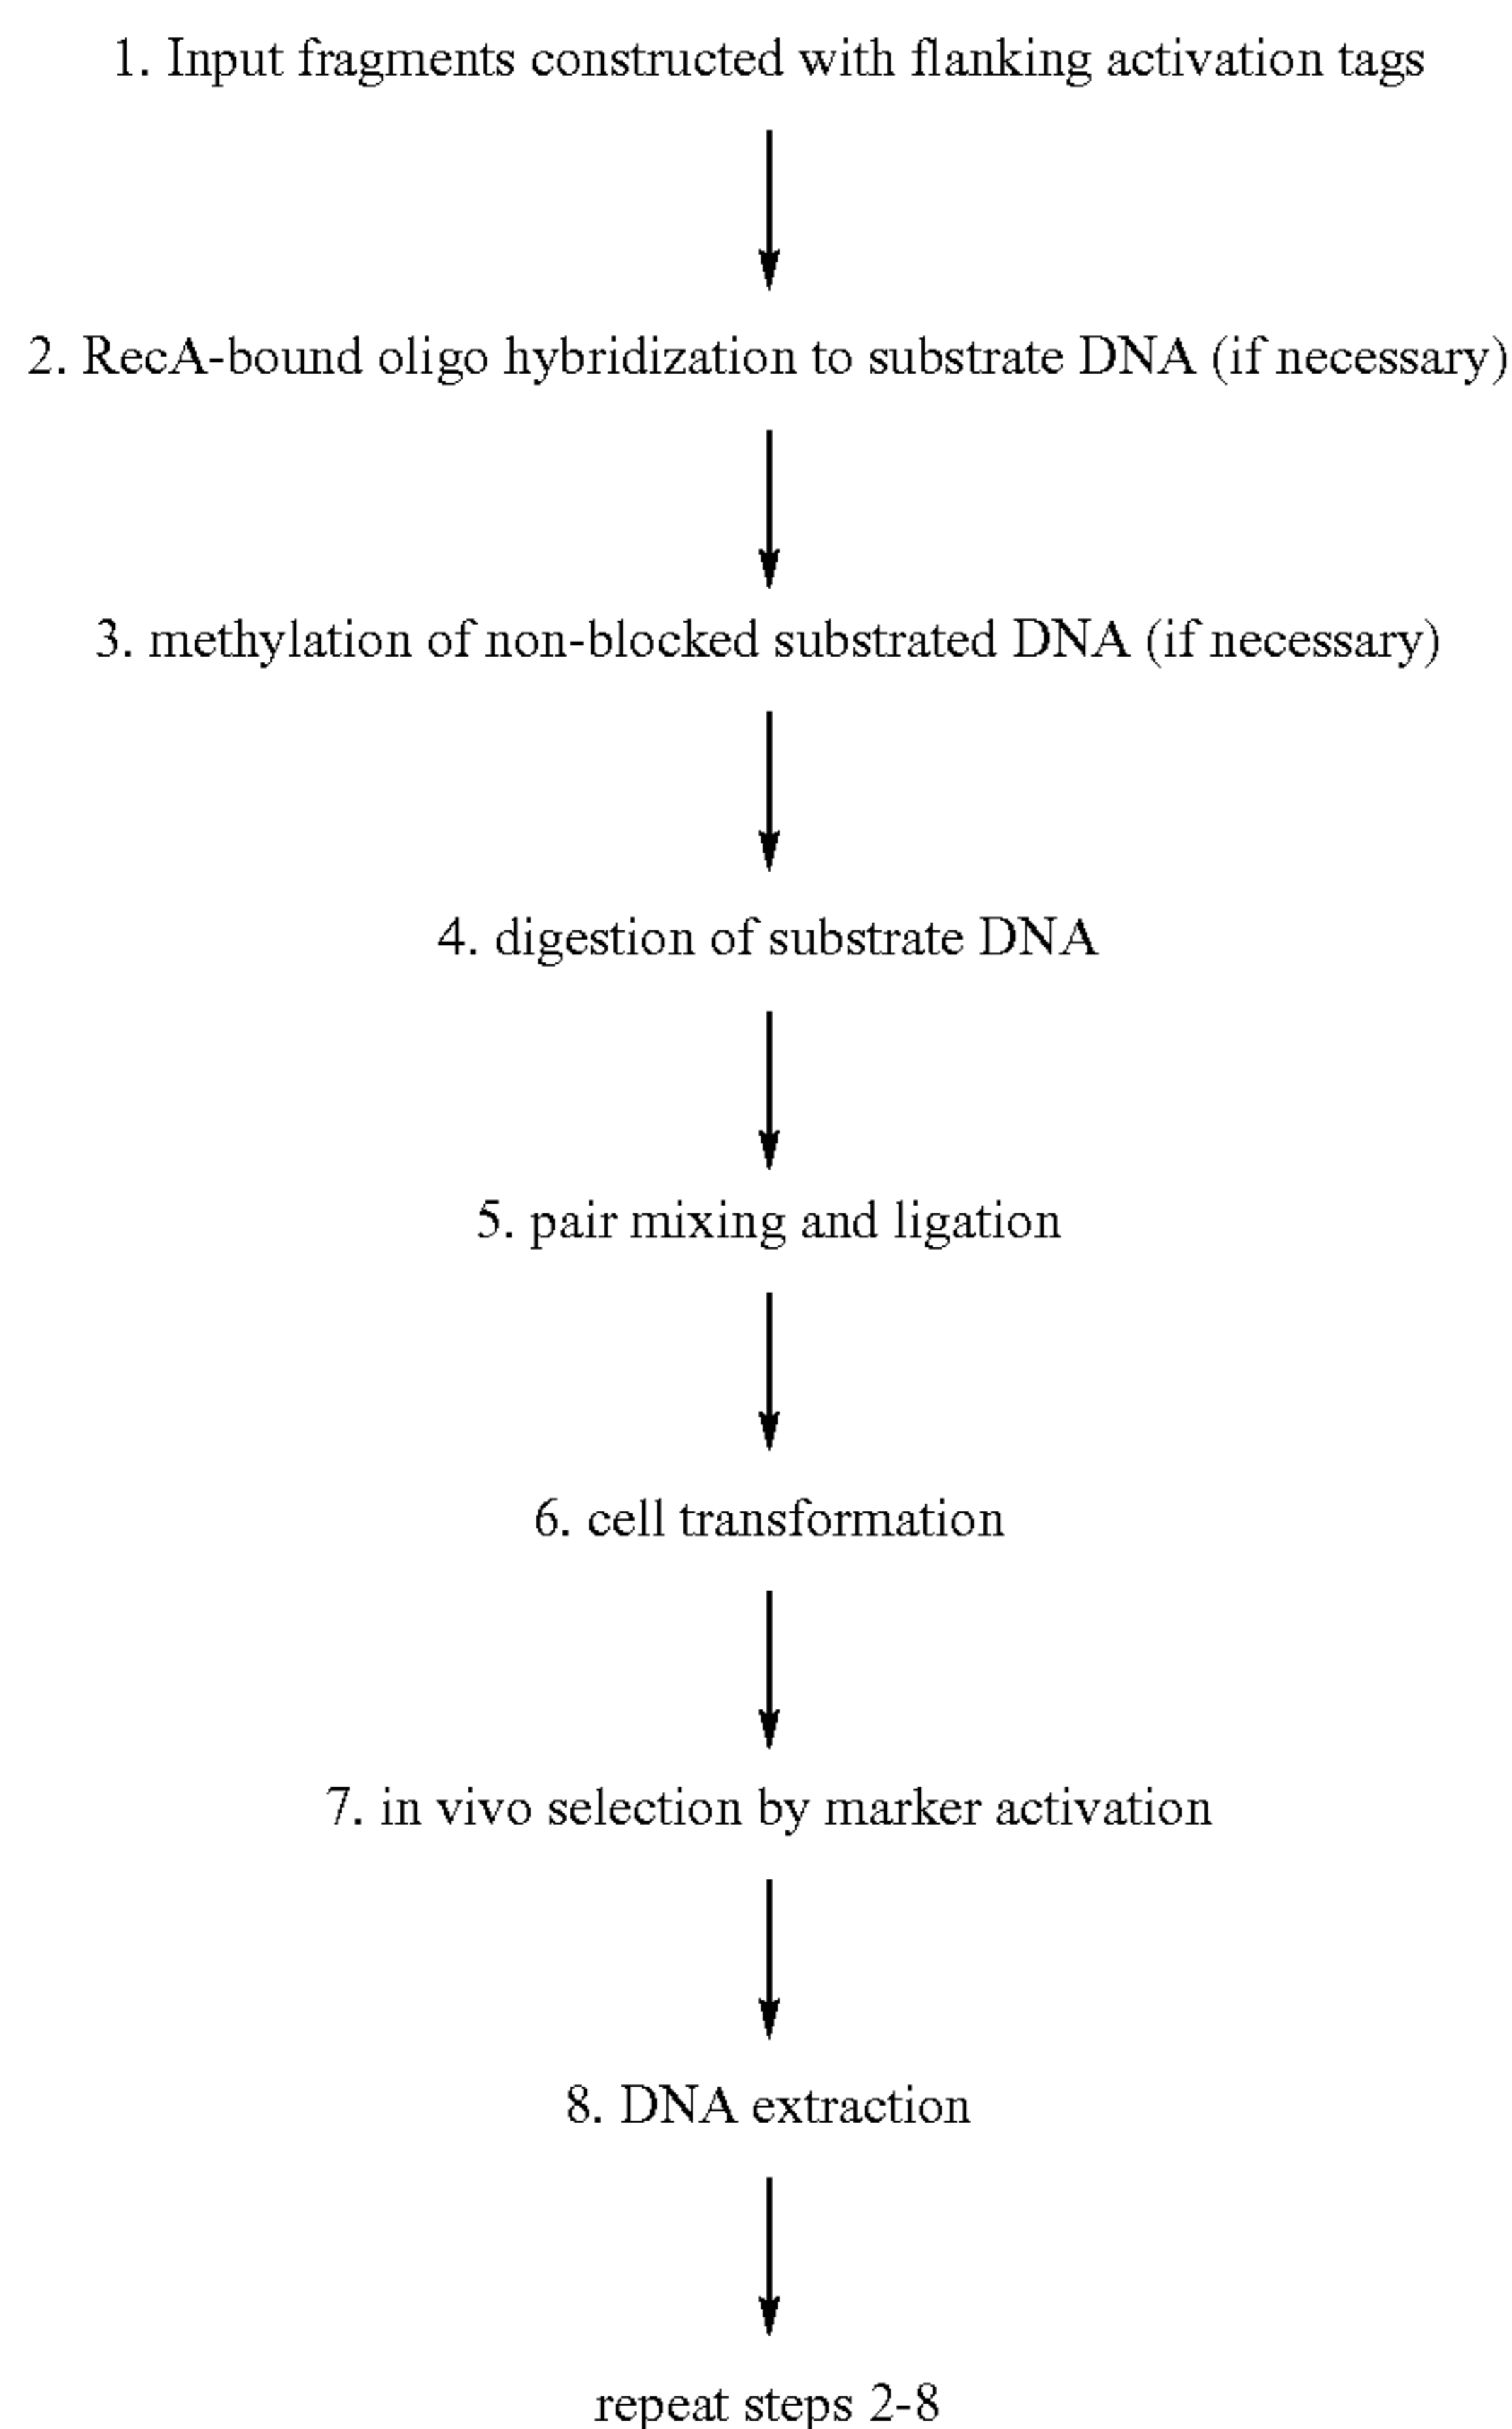 1. Input fragments constructed with flanking activation tags
2. RecA-bound oligo hybridization to substrate DNA (if necessary)
3. methylation of non-blocked substrated DNA (if necessary)
4. digestion of substrate DNA
5. pair mixing and ligation
6. cell transformation
7. in vivo selection by marker activation
8. DNA extraction
repeat steps 2-8